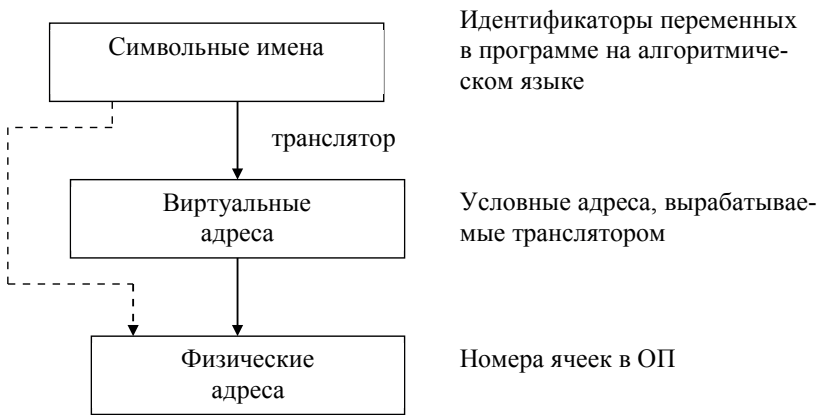 Символьные имена
Идентификаторы переменных
в программе на алгоритмиче-
ском языке
транслятор
Виртуальные
адреса
Условные адреса, вырабатывае-
мые транслятором
Физические
адреса
Номера ячеек в ОП